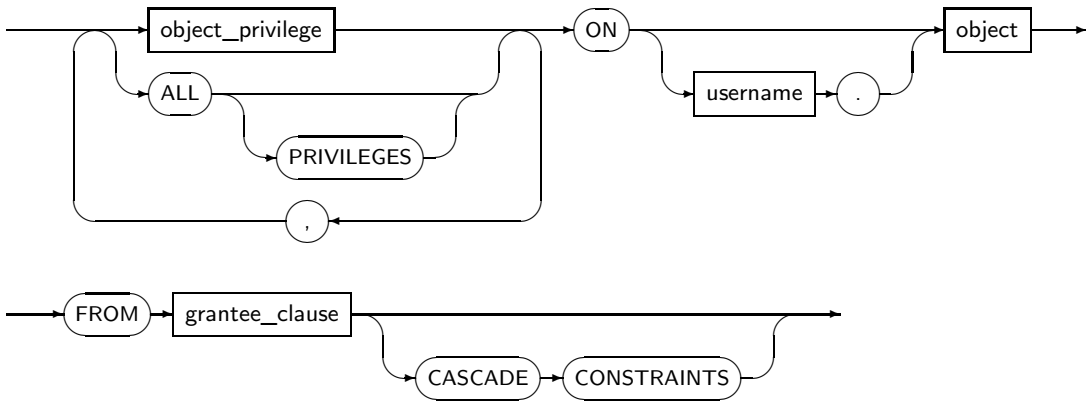 object_privilege ON object
ALL username .
PRIVILEGES
,
FROM grantee_clause
CASCADE CONSTRAINTS